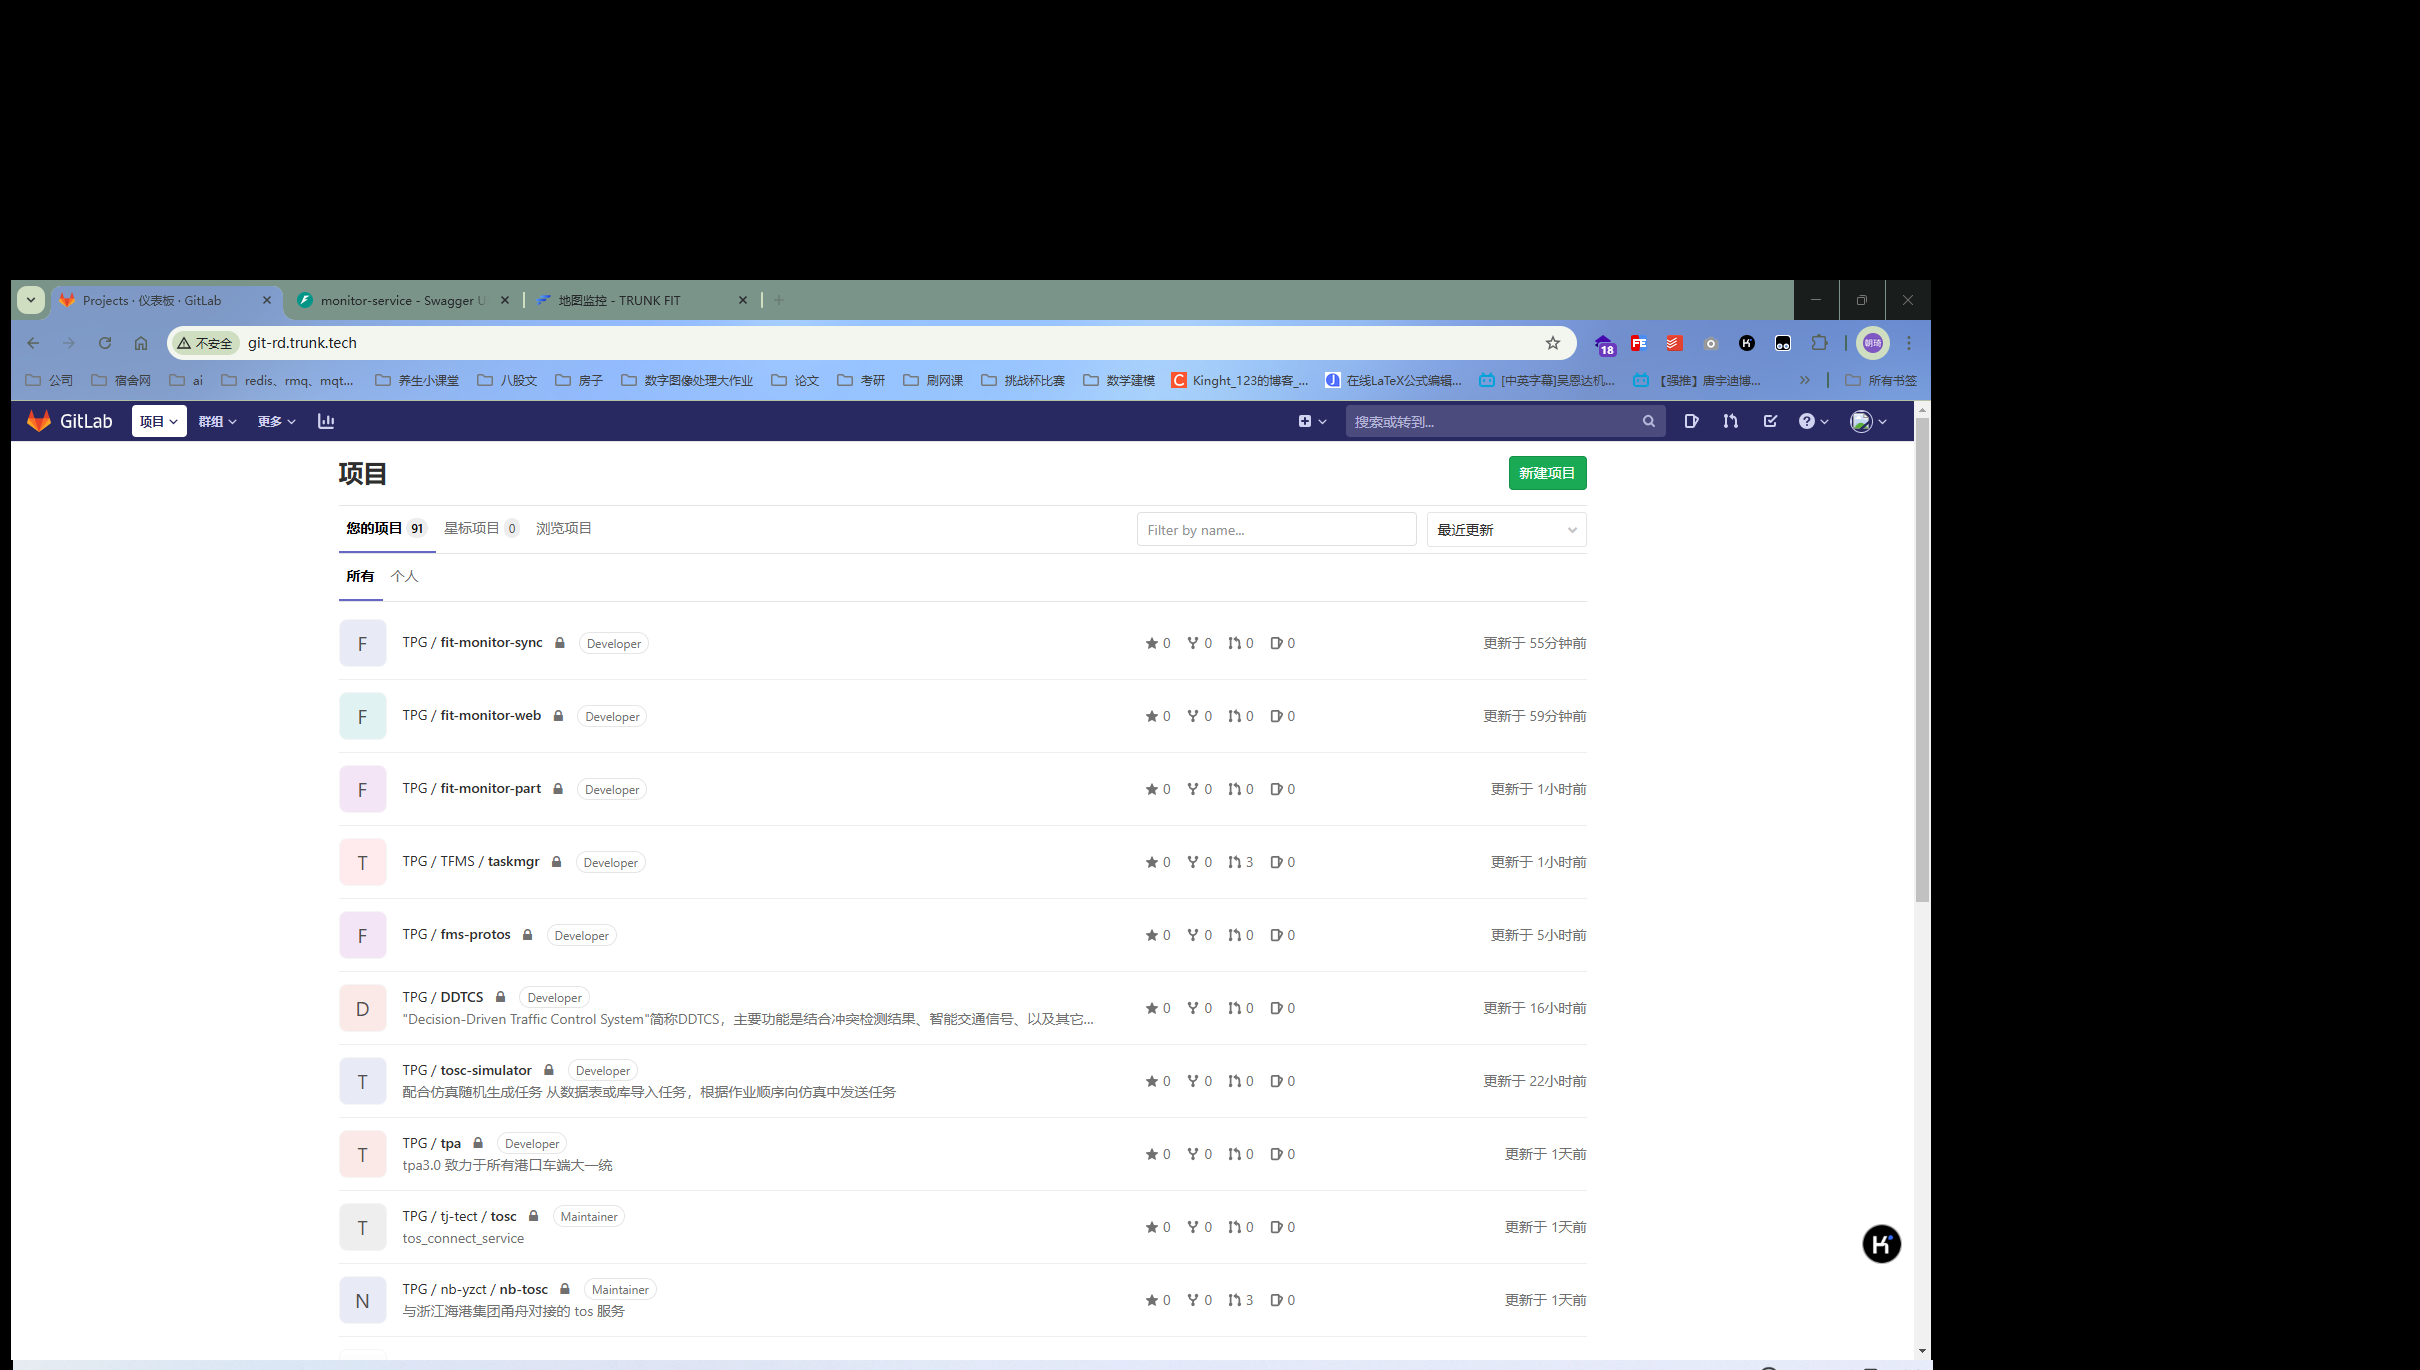 Projects · 仪表板 · GitLab
monitor-service - Swagger U
地图监控 - TRUNK FIT
不安全 git-rd.trunk.tech
18
朝琦
公司 宿舍网 ai redis、rmq、mqt... 养生小课堂 八股文 房子 数字图像处理大作业 论文 考研 刷网课 挑战杯比赛 数学建模 Kinght_123的博客_... 在线LaTeX公式编辑... [中英字幕]吴恩达机... 【强推】唐宇迪博... 所有书签
GitLab 项目 群组 更多 搜索或转到...
项目
新建项目
您的项目 91 星标项目 0 浏览项目 Filter by name... 最近更新
所有 个人
F TPG / fit-monitor-sync Developer 0 0 0 0 更新于 55分钟前
F TPG / fit-monitor-web Developer 0 0 0 0 更新于 59分钟前
F TPG / fit-monitor-part Developer 0 0 0 0 更新于 1小时前
T TPG / TFMS / taskmgr Developer 0 0 3 0 更新于 1小时前
F TPG / fms-protos Developer 0 0 0 0 更新于 5小时前
D TPG / DDTCS Developer 0 0 0 0 更新于 16小时前
"Decision-Driven Traffic Control System"简称DDTCS，主要功能是结合冲突检测结果、智能交通信号、以及其它...
T TPG / tosc-simulator Developer 0 0 0 0 更新于 22小时前
配合仿真随机生成任务 从数据表或库导入任务，根据作业顺序向仿真中发送任务
T TPG / tpa Developer 0 0 0 0 更新于 1天前
tpa3.0 致力于所有港口车端大一统
T TPG / tj-tect / tosc Maintainer 0 0 0 0 更新于 1天前
tos_connect_service
N TPG / nb-yzct / nb-tosc Maintainer 0 0 3 0 更新于 1天前
与浙江海港集团甬舟对接的 tos 服务